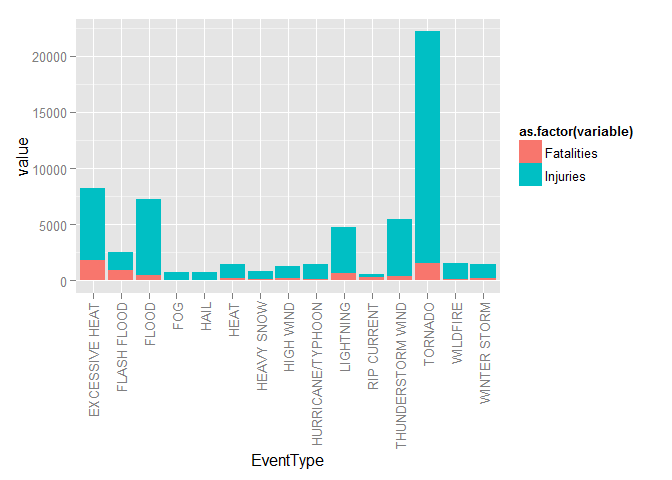 value
20000
15000
10000
5000
0
EXCESSIVE HEAT
FLASH FLOOD
FLOOD
FOG
HAIL
HEAT
HEAVY SNOW
HIGH WIND
HURRICANE/TYPHOON
LIGHTNING
RIP CURRENT
THUNDERSTORM WIND
TORNADO
WILDFIRE
WINTER STORM
EventType
as.factor(variable)
Fatalities
Injuries